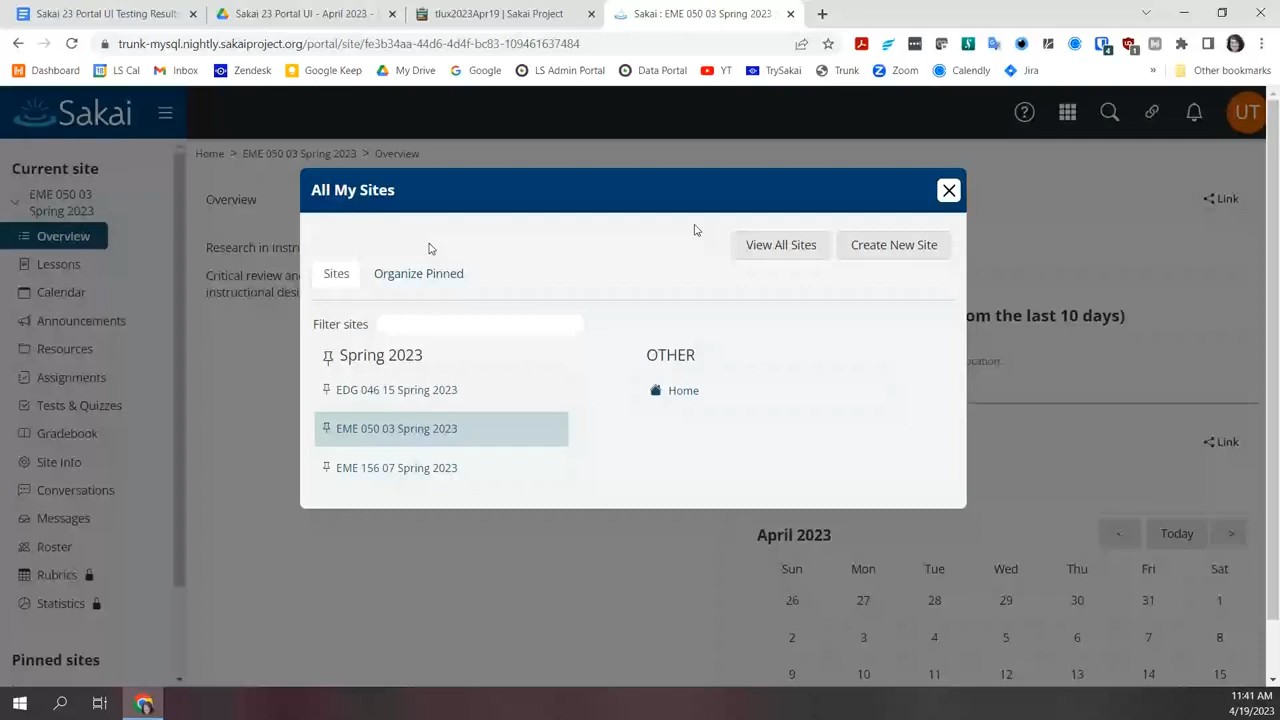 Sakai 23 Portal UI Testing Result
Sakai 23 Portal UI - April 2023 -
tlux2023Apr19 | Sakai Project
Sakai : EME 050 03 Spring 2023
trunk-mysql.nightly.sakaiproject.org/portal/site/fe3b34aa-44d6-4d4f-bc83-109461637484
Dashboard
LS Cal
Inbox
Zendesk
Google Keep
My Drive
Google
LS Admin Portal
Data Portal
YT
TrySakai
Trunk
Zoom
Calendly
Jira
»
Other bookmarks
Sakai
UT
Current site
EME 050 03
Spring 2023
Overview
Lessons
Calendar
Announcements
Resources
Assignments
Tests & Quizzes
Gradebook
Site Info
Conversations
Messages
Roster
Rubrics
Statistics
Pinned sites
Home > EME 050 03 Spring 2023 > Overview
Overview
Link
Research in instru
Critical review an
instructional desi
All My Sites
View All Sites
Create New Site
Sites
Organize Pinned
Filter sites
Spring 2023
EDG 046 15 Spring 2023
EME 050 03 Spring 2023
EME 156 07 Spring 2023
OTHER
Home
om the last 10 days)
ocation.
Link
April 2023
< Today >
Sun Mon Tue Wed Thu Fri Sat
26 27 28 29 30 31 1
2 3 4 5 6 7 8
9 10 11 12 13 14 15
11:41 AM
4/19/2023